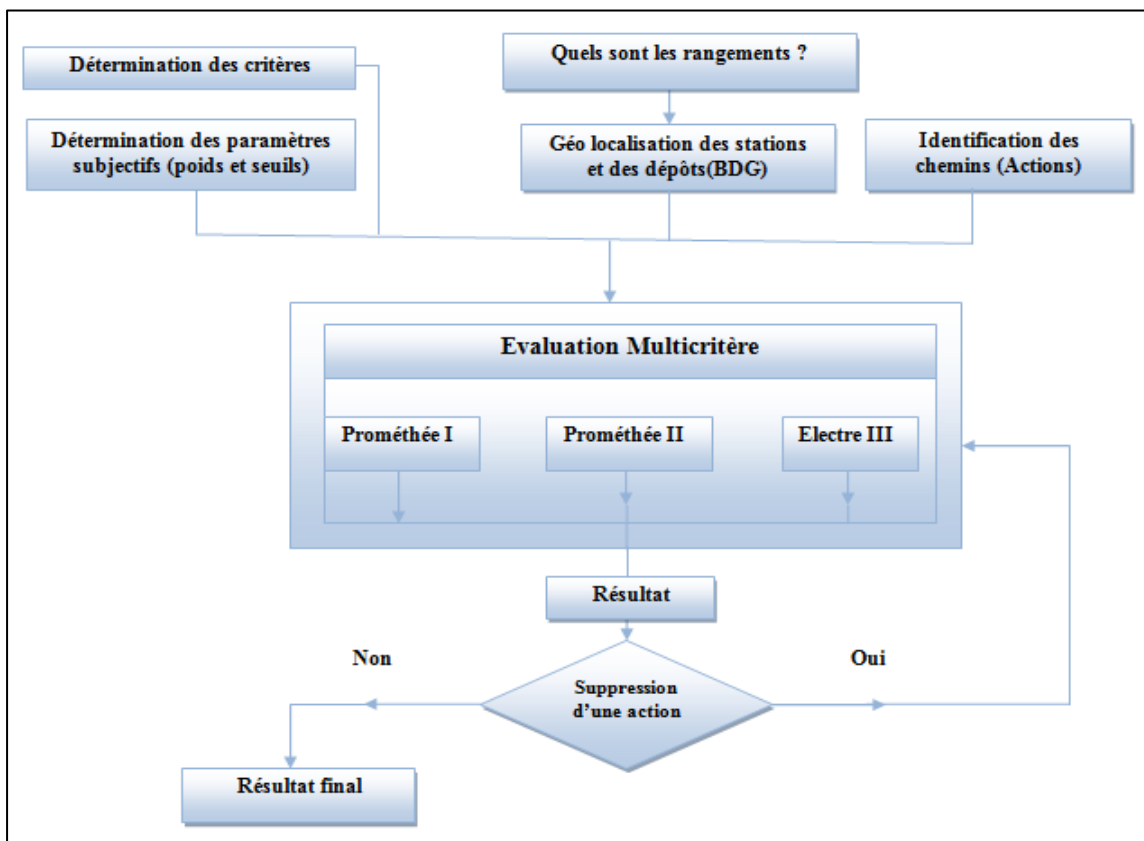 Détermination des critères
Quels sont les rangements ?
Détermination des paramètres
subjectifs (poids et seuils)
Géo localisation des stations
et des dépôts(BDG)
Identification des
chemins (Actions)
Evaluation Multicritère
Prométhée I
Prométhée II
Electre III
Résultat
Non
Oui
Suppression
d'une action
Résultat final